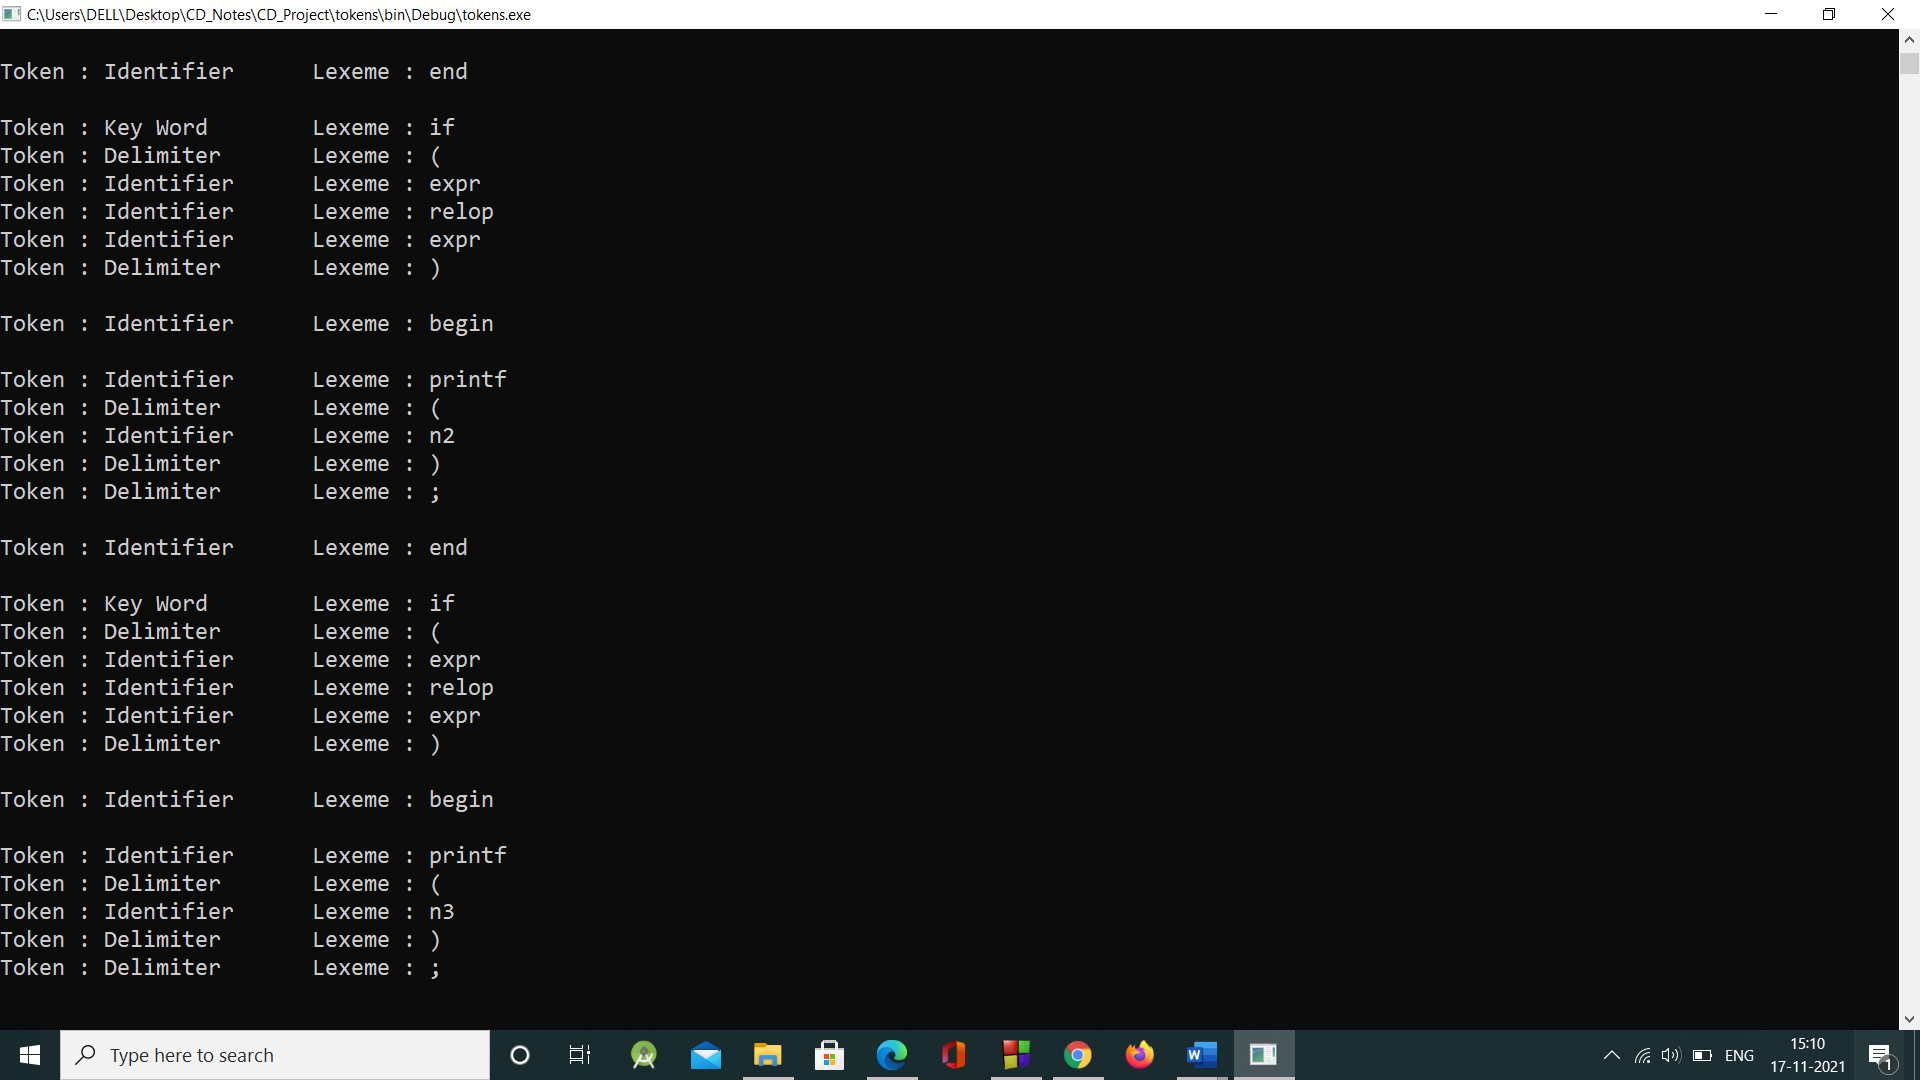 C:\Users\DELL\Desktop\CD_Notes\CD_Project\tokens\bin\Debug\tokens.exe
Token : Identifier Lexeme : end
Token : Key Word Lexeme : if
Token : Delimiter Lexeme : (
Token : Identifier Lexeme : expr
Token : Identifier Lexeme : relop
Token : Identifier Lexeme : expr
Token : Delimiter Lexeme : )
Token : Identifier Lexeme : begin
Token : Identifier Lexeme : printf
Token : Delimiter Lexeme : (
Token : Identifier Lexeme : n2
Token : Delimiter Lexeme : )
Token : Delimiter Lexeme : ;
Token : Identifier Lexeme : end
Token : Key Word Lexeme : if
Token : Delimiter Lexeme : (
Token : Identifier Lexeme : expr
Token : Identifier Lexeme : relop
Token : Identifier Lexeme : expr
Token : Delimiter Lexeme : )
Token : Identifier Lexeme : begin
Token : Identifier Lexeme : printf
Token : Delimiter Lexeme : (
Token : Identifier Lexeme : n3
Token : Delimiter Lexeme : )
Token : Delimiter Lexeme : ;
Type here to search
ENG
15:10
17-11-2021
1